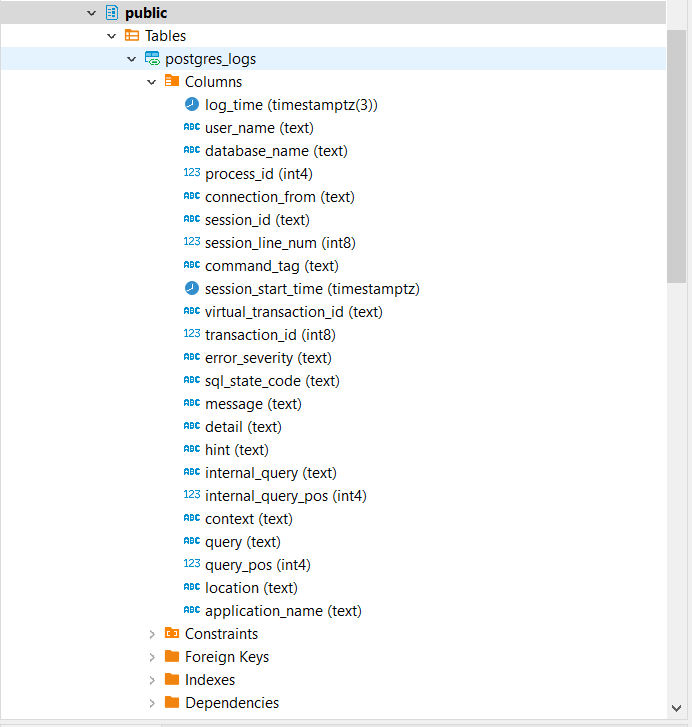 public
Tables
postgres_logs
Columns
log_time (timestamptz(3))
ABC user_name (text)
ABC database_name (text)
123 process_id (int4)
ABC connection_from (text)
ABC session_id (text)
123 session_line_num (int8)
ABC command_tag (text)
session_start_time (timestamptz)
ABC virtual_transaction_id (text)
123 transaction_id (int8)
ABC error_severity (text)
ABC sql_state_code (text)
ABC message (text)
ABC detail (text)
ABC hint (text)
ABC internal_query (text)
123 internal_query_pos (int4)
ABC context (text)
ABC query (text)
123 query_pos (int4)
ABC location (text)
ABC application_name (text)
Constraints
Foreign Keys
Indexes
Dependencies